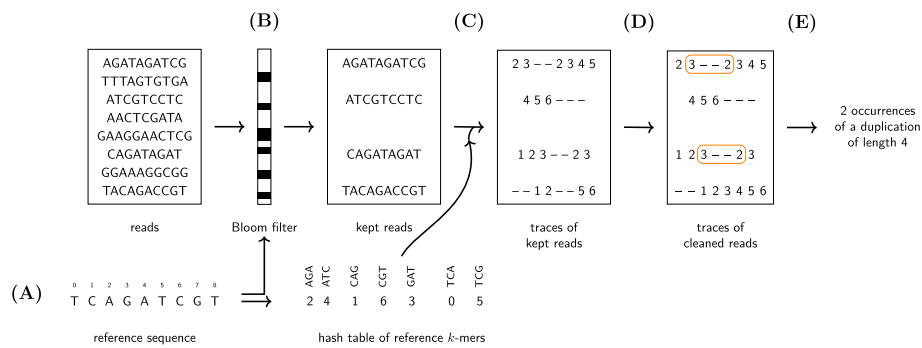 (B)
(C)
(D)
(E)
AGATAGATCG
TTTAGTGTGA
ATCGTCCTC
AACTCGATA
GAAGGAACTCG
CAGATAGAT
GGAAAGGCGG
TACAGACCGT
reads
Bloom filter
AGATAGATCG
ATCGTCCTC
CAGATAGAT
TACAGACCGT
kept reads
2 3 – – 2 3 4 5
4 5 6 – – –
1 2 3 – – 2 3
– – 1 2 – – 5 6
traces of
kept reads
2 3 – – 2 3 4 5
4 5 6 – – –
1 2 3 – – 2 3
– – 1 2 3 4 5 6
traces of
cleaned reads
2 occurrences
of a duplication
of length 4
(A)
0 1 2 3 4 5 6 7 8
T C A G A T C G T
reference sequence
AGA ATC CAG CGT GAT TCA TCG
2 4 1 6 3 0 5
hash table of reference k-mers